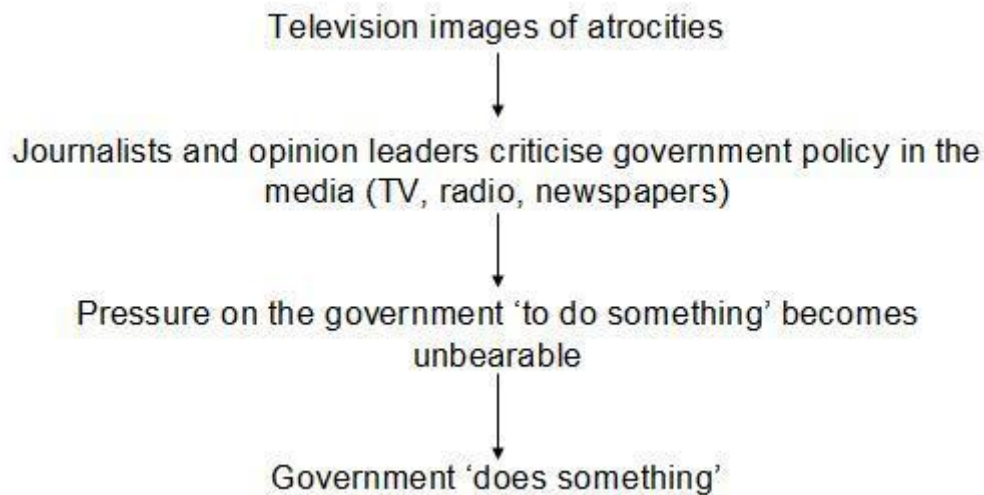 Television images of atrocities
Journalists and opinion leaders criticise government policy in the
media (TV, radio, newspapers)
Pressure on the government ‘to do something’ becomes
unbearable
Government ‘does something’